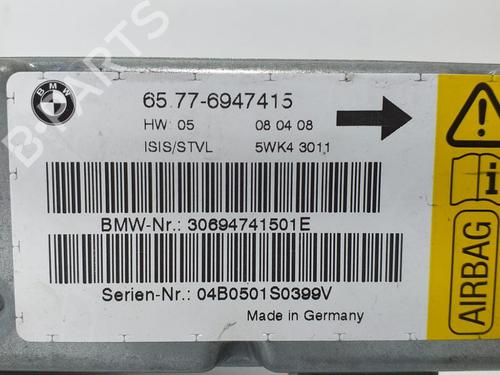 BMW
65.77-6947415
HW: 05 08 04 08
ISIS/STVL 5WK4 3011
BMW-Nr.: 30694741501E
Serien-Nr.: 04B0501S0399V
Made in Germany
AIRBAG
B-PARTS